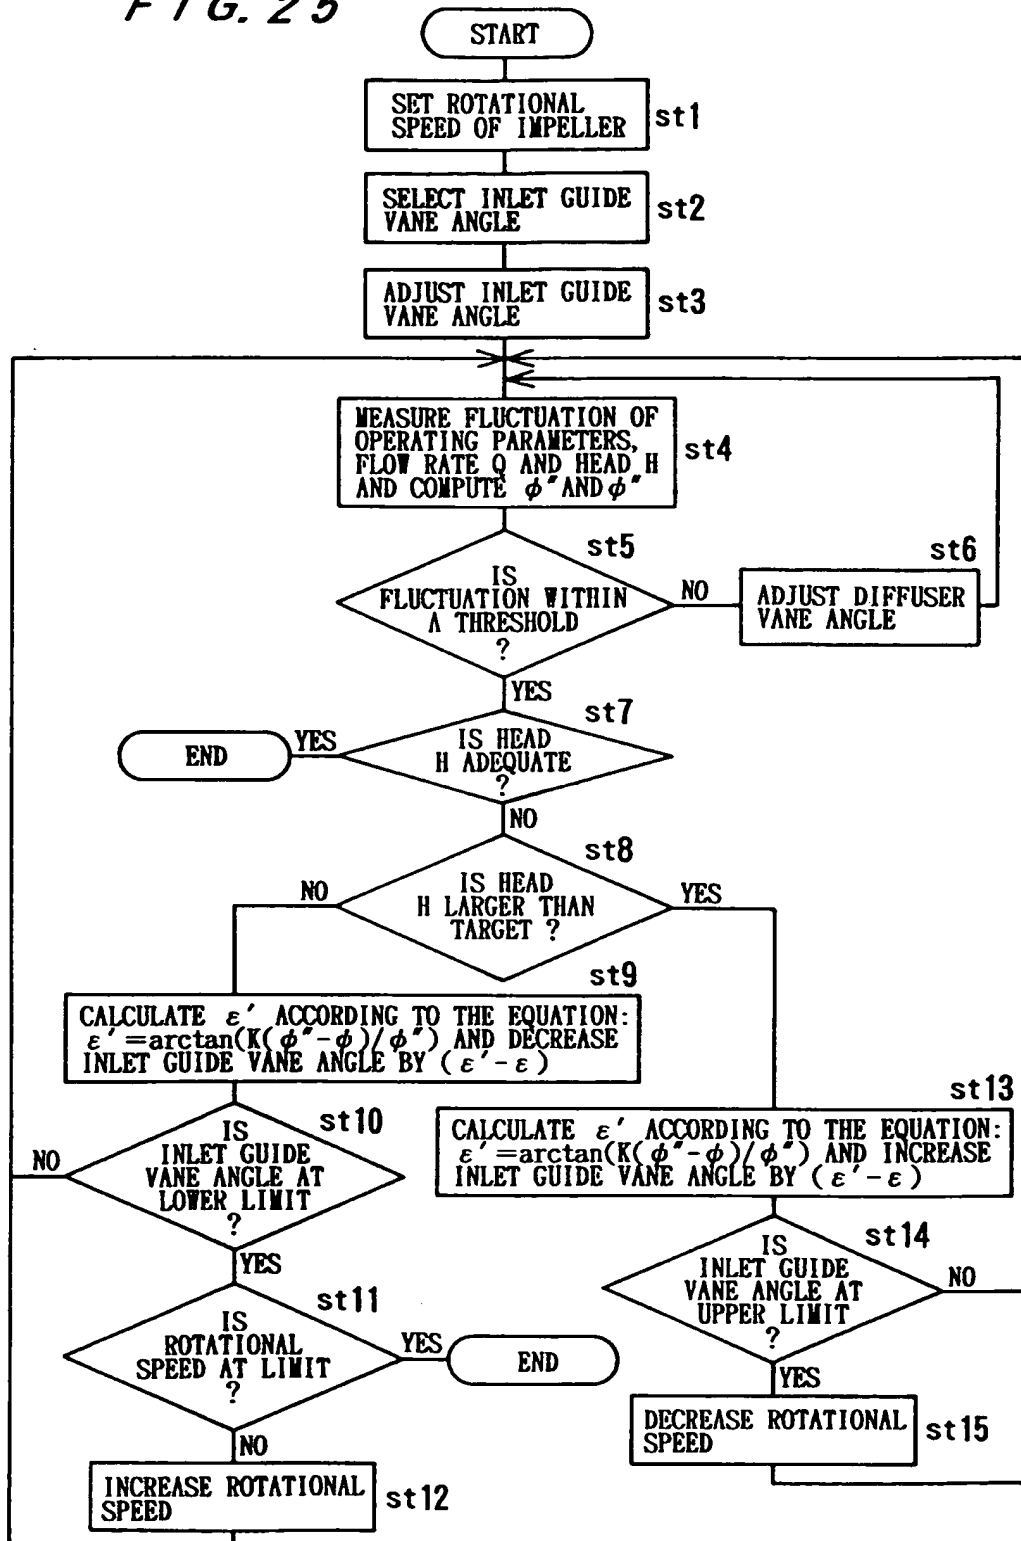 FIG. 25
START
SET ROTATIONAL
SPEED OF IMPELLER
st1
SELECT INLET GUIDE
VANE ANGLE
st2
ADJUST INLET GUIDE
VANE ANGLE
st3
MEASURE FLUCTUATION OF
OPERATING PARAMETERS,
FLOW RATE Q AND HEAD H
AND COMPUTE ϕ″ AND ϕ″
st4
st5
IS
FLUCTUATION WITHIN
A THRESHOLD
?
NO
st6
ADJUST DIFFUSER
VANE ANGLE
YES
st7
IS HEAD
H ADEQUATE
?
YES
END
NO
st8
IS HEAD
H LARGER THAN
TARGET ?
NO
YES
st9
CALCULATE ε′ ACCORDING TO THE EQUATION:
ε′=arctan(K(ϕ″-ϕ)/ϕ″) AND DECREASE
INLET GUIDE VANE ANGLE BY (ε′-ε)
st10
IS
INLET GUIDE
VANE ANGLE AT
LOWER LIMIT
?
NO
YES
st11
IS
ROTATIONAL
SPEED AT LIMIT
?
YES
END
NO
INCREASE ROTATIONAL
SPEED
st12
st13
CALCULATE ε′ ACCORDING TO THE EQUATION:
ε′=arctan(K(ϕ″-ϕ)/ϕ″) AND INCREASE
INLET GUIDE VANE ANGLE BY (ε′-ε)
st14
IS
INLET GUIDE
VANE ANGLE AT
UPPER LIMIT
?
NO
YES
DECREASE ROTATIONAL
SPEED
st15